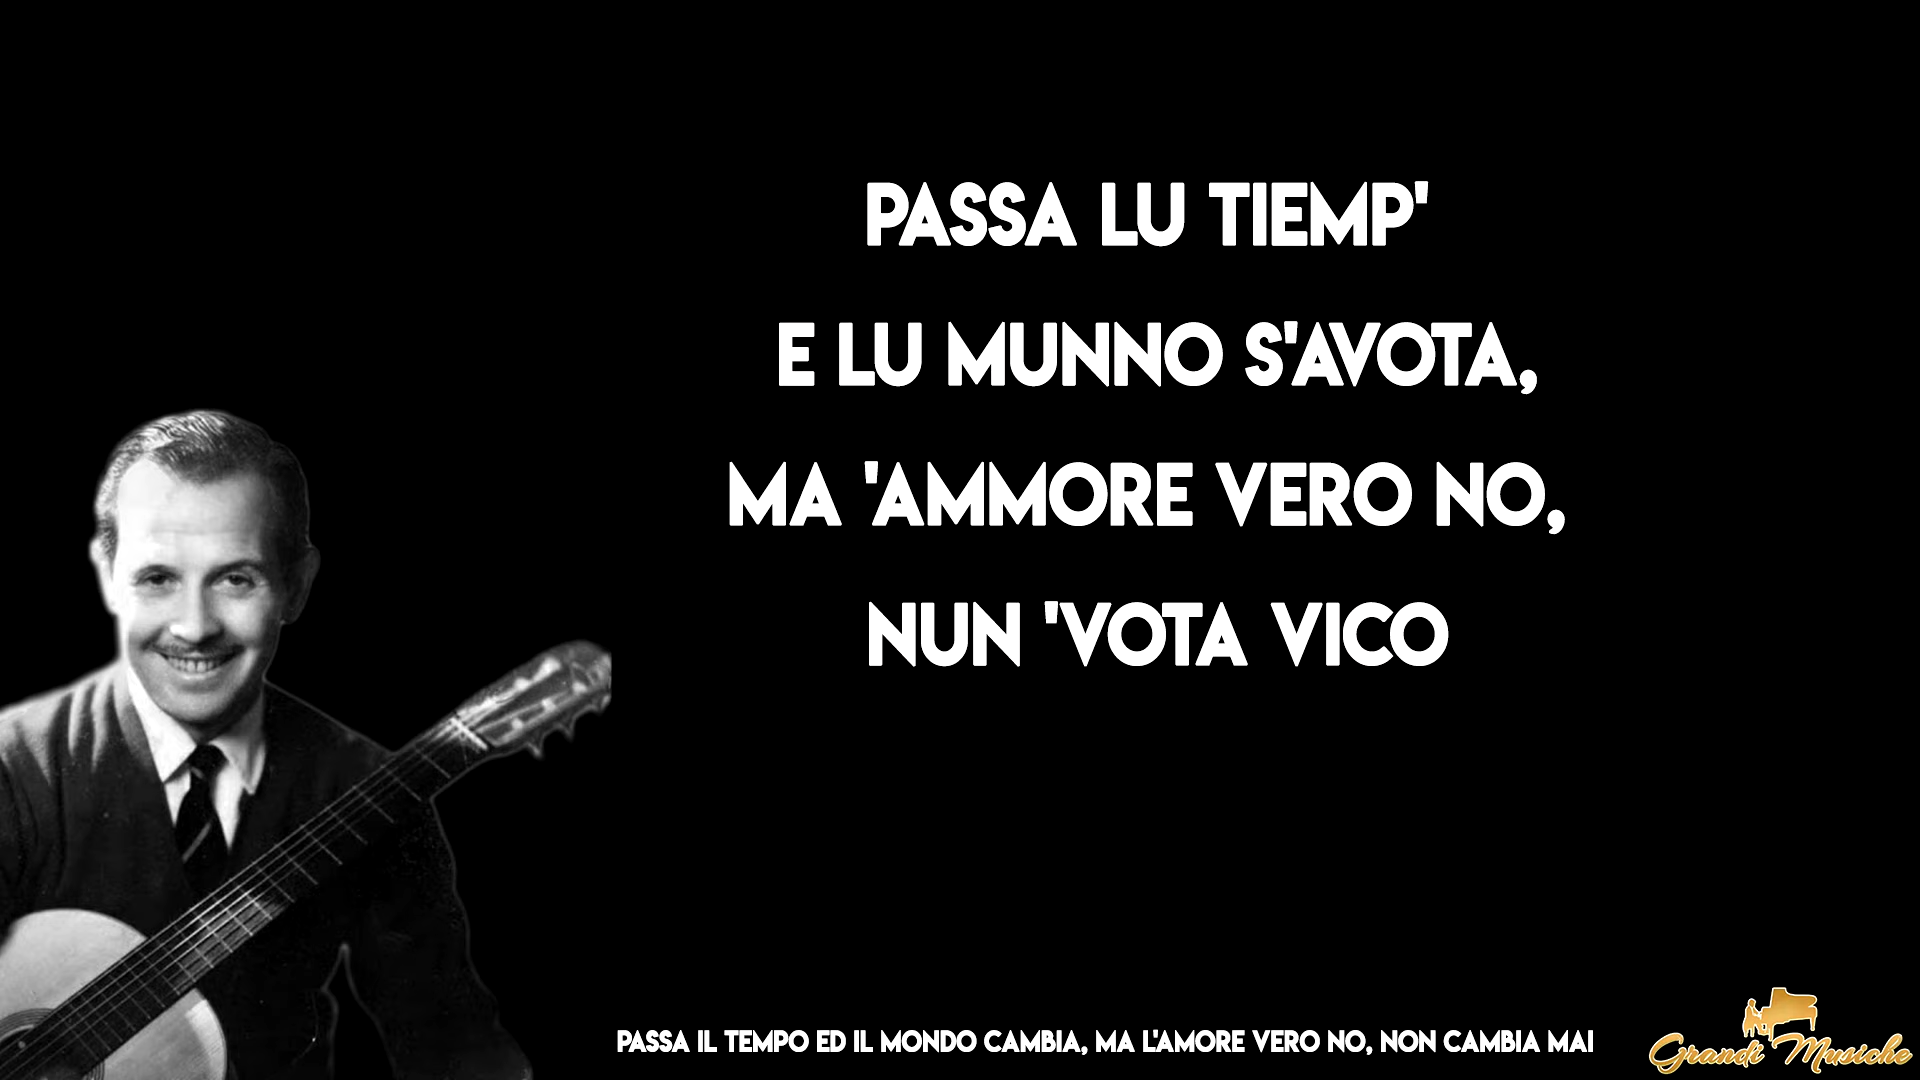 PASSA LU TIEMP'
E LU MUNNO S'AVOTA,
MA 'AMMORE VERO NO,
NUN 'VOTA VICO
PASSA IL TEMPO ED IL MONDO CAMBIA, MA L'AMORE VERO NO, NON CAMBIA MAI
Grandi Musiche